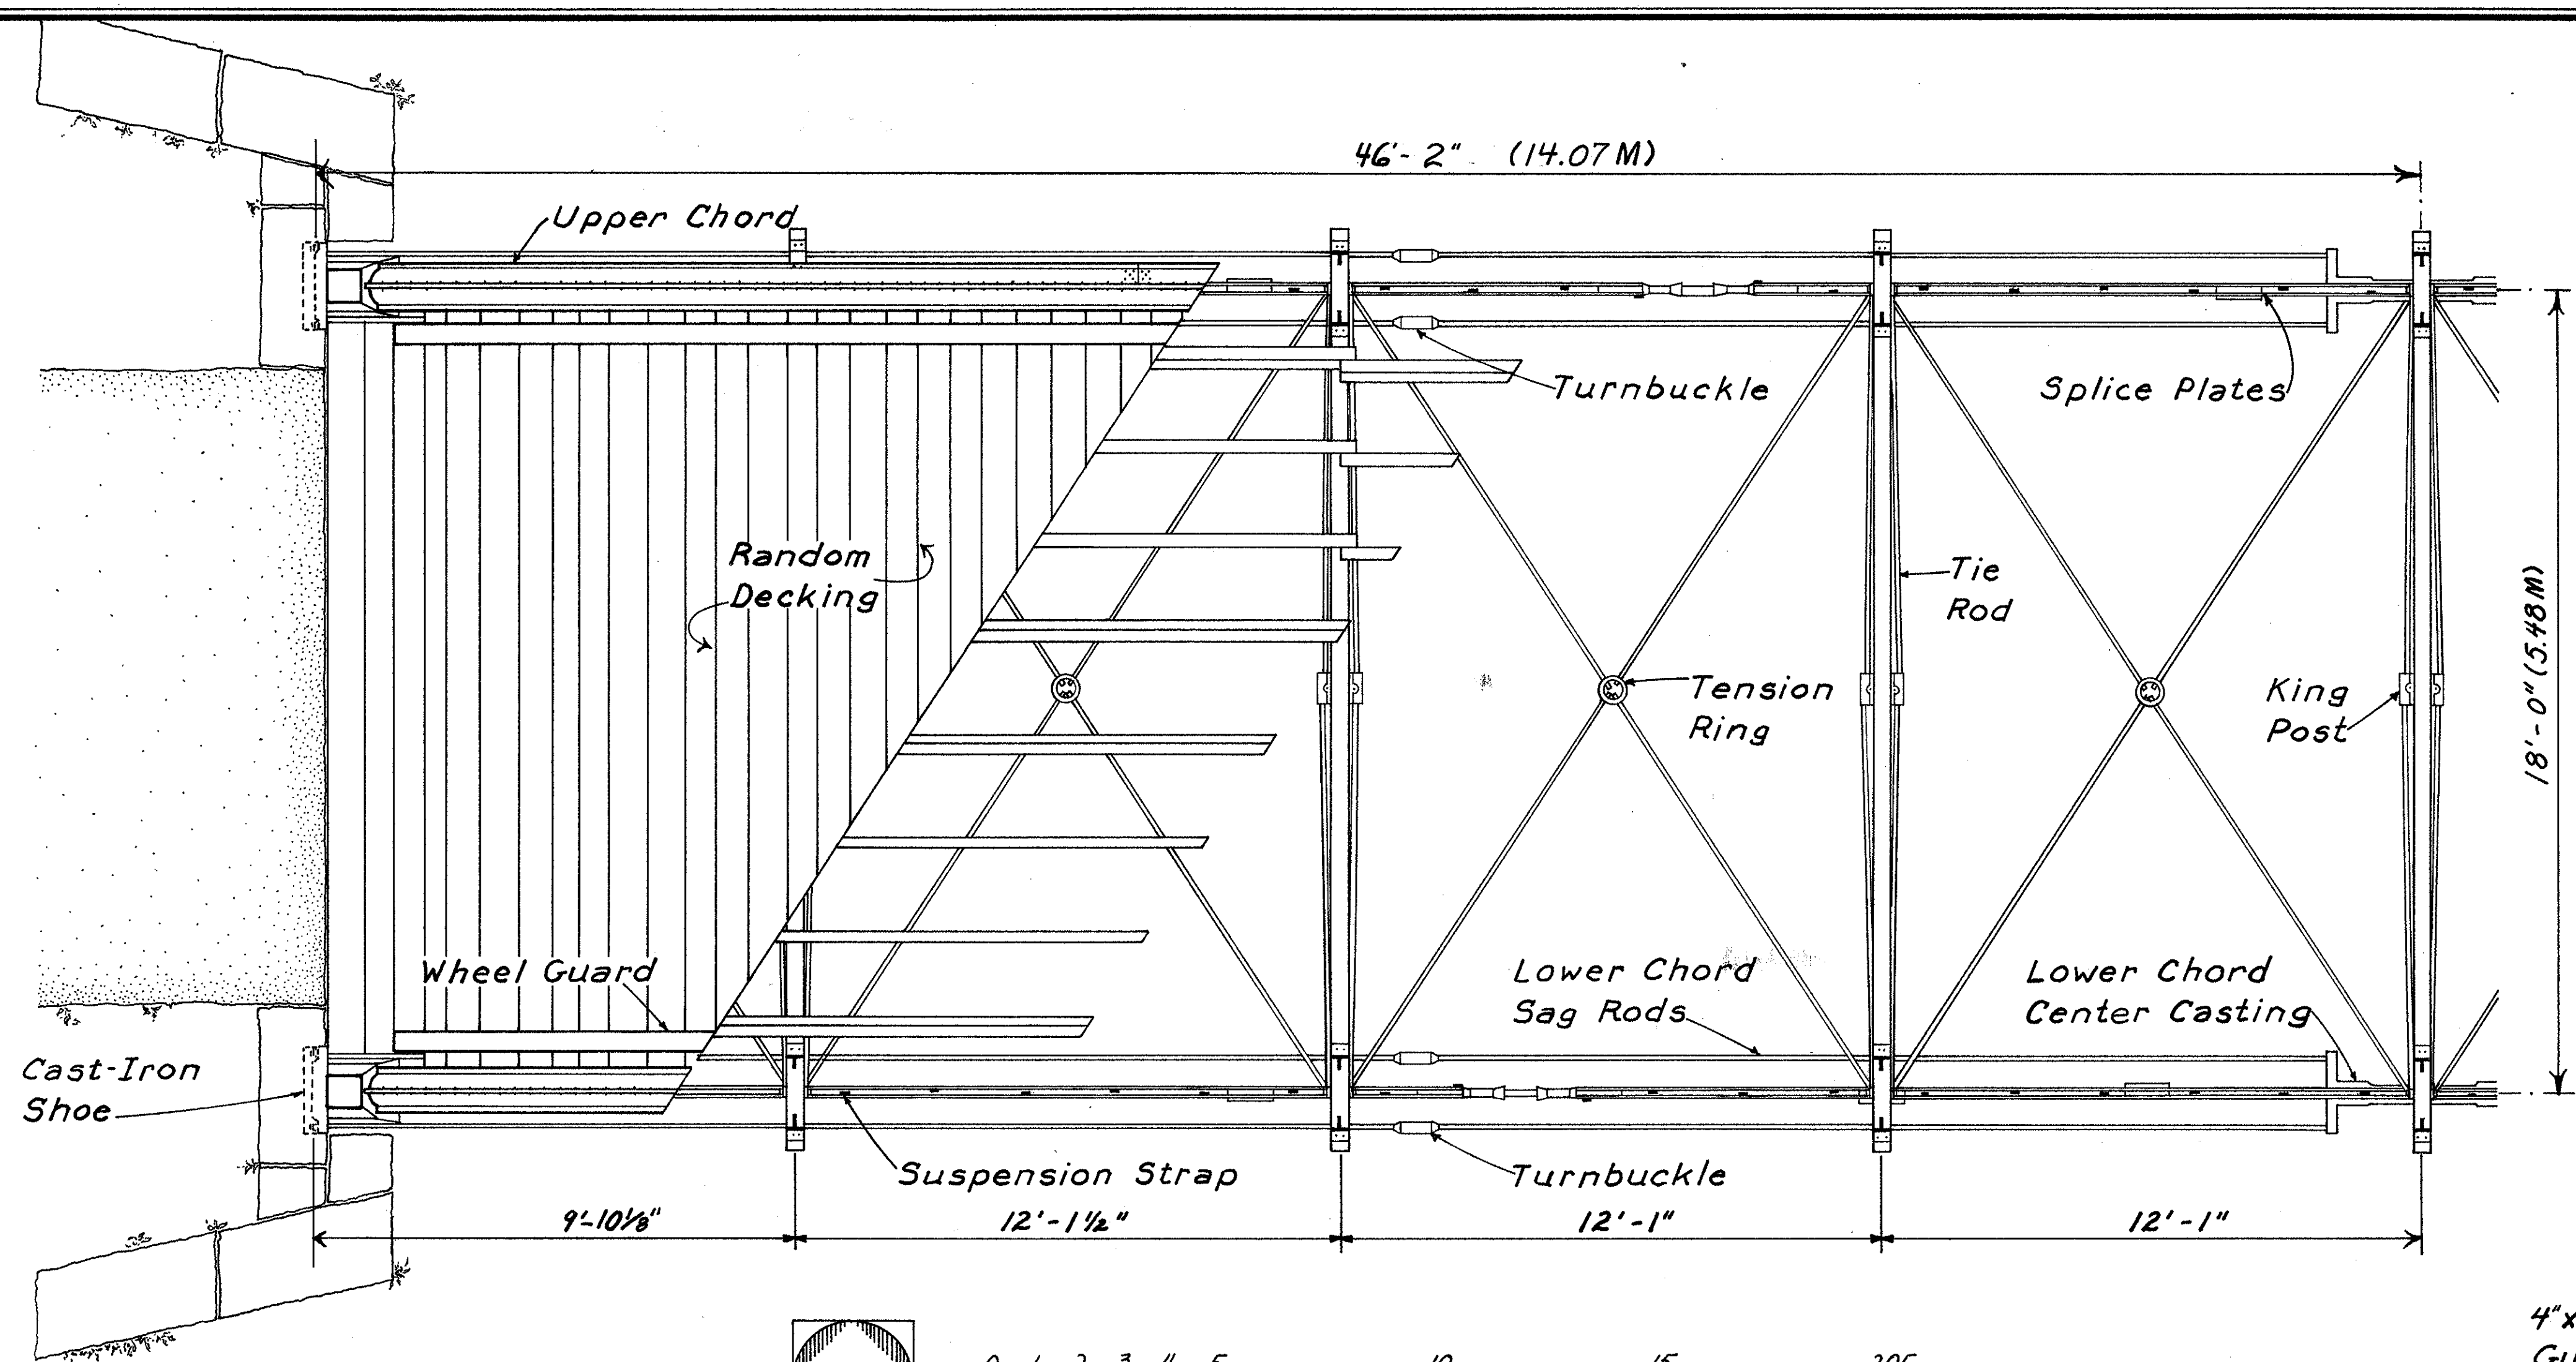 46'-2" (14.07M)
Upper Chord
Turnbuckle
Splice Plates
Random
Decking
Tie
Rod
18'-0" (5.48M)
Tension
Ring
King
Post
Wheel Guard
Lower Chord
Sag Rods
Lower Chord
Center Casting
Cast-Iron
Shoe
Suspension Strap
Turnbuckle
9'-10⅛"
12'-1½"
12'-1"
12'-1"
4"x
0 1 2 3 4 5 10 15